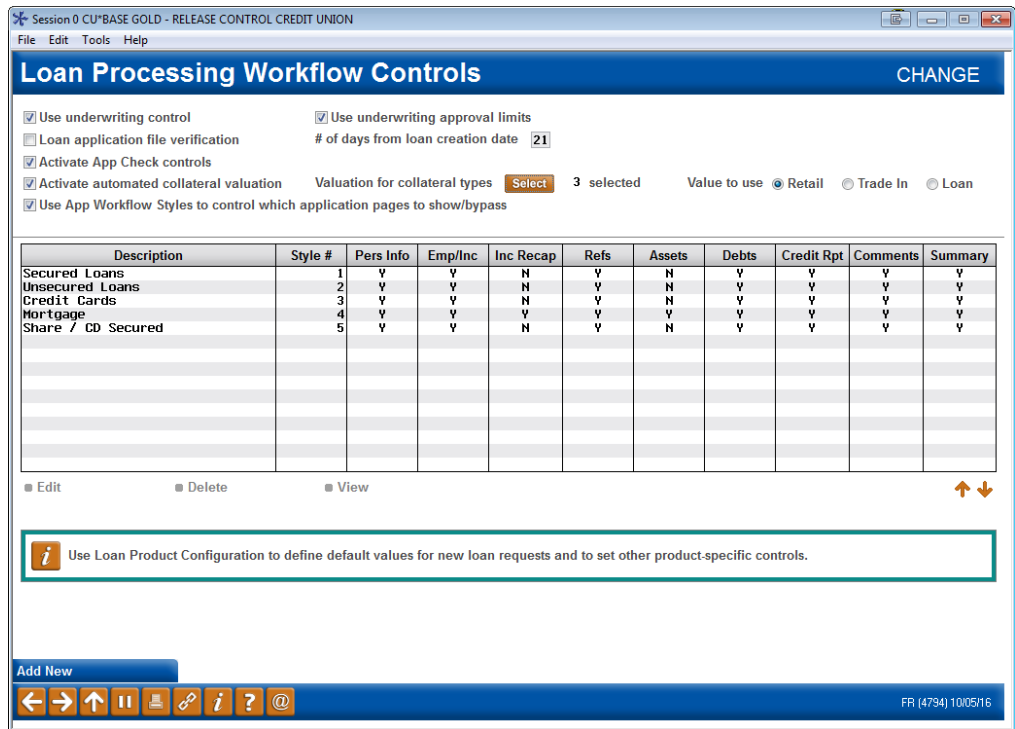 Session 0 CU*BASE GOLD - RELEASE CONTROL CREDIT UNION
File Edit Tools Help
Loan Processing Workflow Controls CHANGE
Use underwriting control Use underwriting approval limits
Loan application file verification # of days from loan creation date 21
Activate App Check controls
Activate automated collateral valuation Valuation for collateral types Select 3 selected Value to use Retail Trade In Loan
Use App Workflow Styles to control which application pages to show/bypass
Description Style # Pers Info Emp/Inc Inc Recap Refs Assets Debts Credit Rpt Comments Summary
Secured Loans 1 Y Y N Y N Y Y Y Y
Unsecured Loans 2 Y Y N Y N Y Y Y Y
Credit Cards 3 Y Y N Y N Y Y Y Y
Mortgage 4 Y Y Y Y Y Y Y Y Y
Share / CD Secured 5 Y Y N Y N Y Y Y Y
Edit Delete View
i Use Loan Product Configuration to define default values for new loan requests and to set other product-specific controls.
Add New
i ? @ FR (4794) 10/05/16